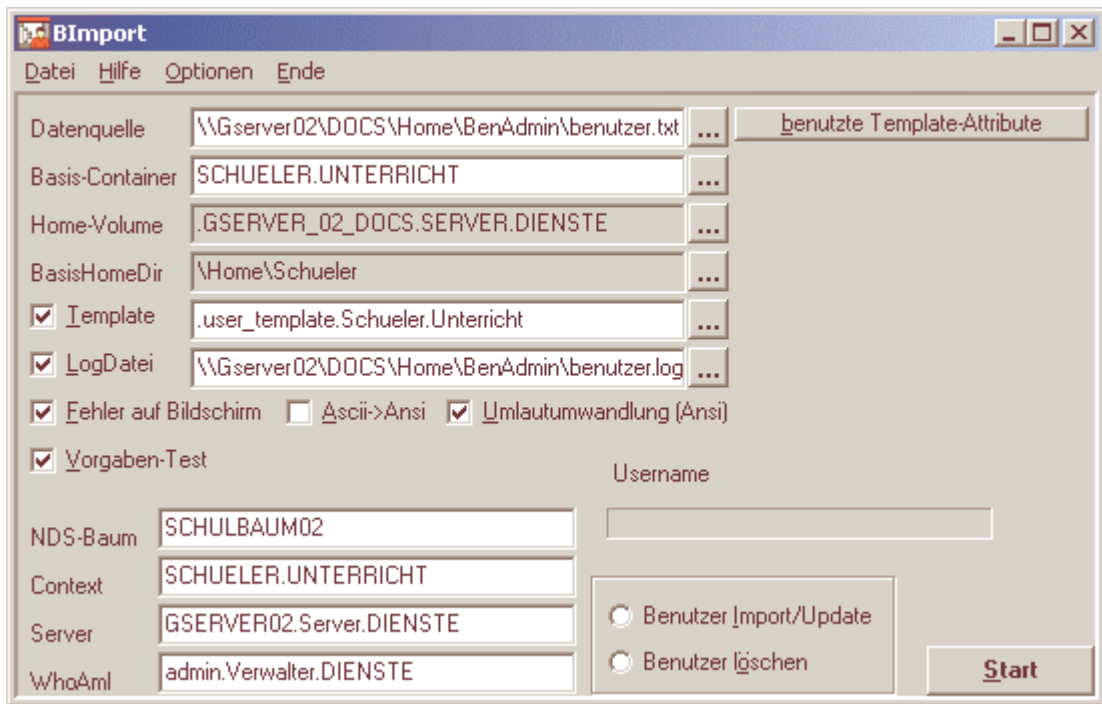 BImport
Datei Hilfe Optionen Ende
Datenquelle \\Gserver02\DOCS\Home\BenAdmin\benutzer.txt ... benutzte Template-Attribute
Basis-Container SCHUELER.UNTERRICHT ...
Home-Volume .GSERVER_02_DOCS.SERVER.DIENSTE ...
BasisHomeDir \Home\Schueler ...
Template .user_template.Schueler.Unterricht ...
LogDatei \\Gserver02\DOCS\Home\BenAdmin\benutzer.log ...
Fehler auf Bildschirm Ascii->Ansi Umlautumwandlung (Ansi)
Vorgaben-Test
Username
NDS-Baum SCHULBAUM02
Context SCHUELER.UNTERRICHT
Server GSERVER02.Server.DIENSTE
WhoAmI admin.Verwalter.DIENSTE
Benutzer Import/Update
Benutzer löschen
Start